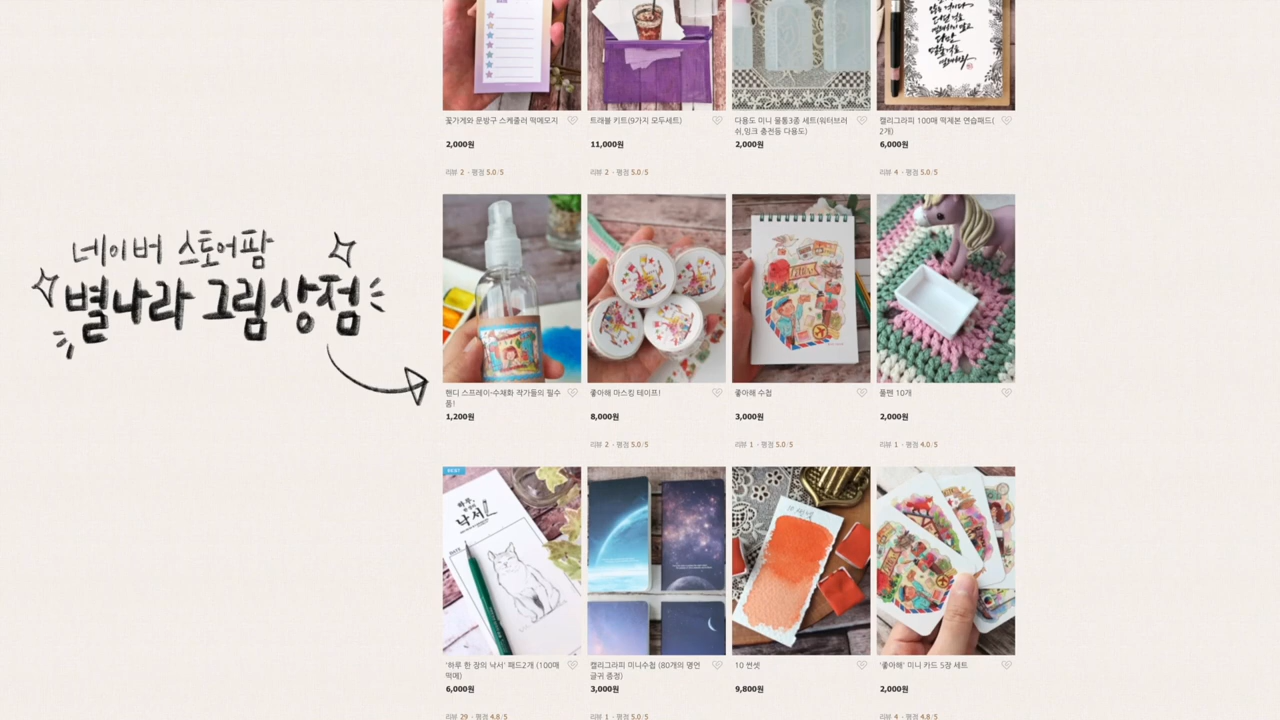 꽃가게와 문방구 스케줄러 떡메모지
2,000원
리뷰 2 · 평점 5.0/5
트래블 키트(9가지 모두세트)
11,000원
리뷰 2 · 평점 5.0/5
다용도 미니 물통3종 세트(워터브러
쉬,잉크 충전등 다용도)
2,000원
캘리그라피 100매 떡제본 연습패드(
2개)
6,000원
리뷰 4 · 평점 5.0/5
네이버 스토어팜
별나라 그림상점
핸디 스프레이-수채화 작가들의 필수
품!
1,200원
좋아해 마스킹 테이프!
8,000원
리뷰 2 · 평점 5.0/5
좋아해 수첩
3,000원
리뷰 1 · 평점 5.0/5
풀팬 10개
2,000원
리뷰 1 · 평점 4.0/5
BEST
하루,
낙서
'하루 한 장의 낙서' 패드2개 (100매
떡메)
6,000원
리뷰 29 · 평점 4.8/5
캘리그라피 미니수첩 (80개의 명언
글귀 증정)
3,000원
리뷰 1 · 평점 5.0/5
10 썬셋
10 썬셋
9,800원
'좋아해' 미니 카드 5장 세트
2,000원
리뷰 4 · 평점 4.8/5